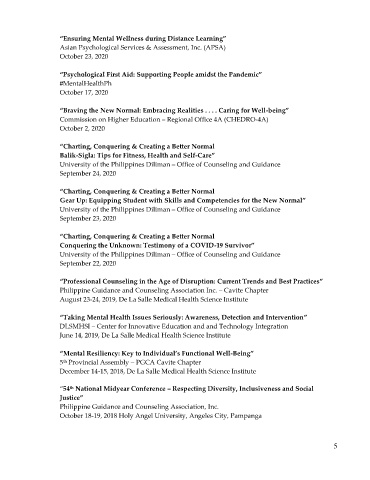 “Ensuring Mental Wellness during Distance Learning”
Asian Psychological Services & Assessment, Inc. (APSA)
October 23, 2020
“Psychological First Aid: Supporting People amidst the Pandemic”
#MentalHealthPh
October 17, 2020
“Braving the New Normal: Embracing Realities . . . . Caring for Well-being”
Commission on Higher Education – Regional Office 4A (CHEDRO-4A)
October 2, 2020
“Charting, Conquering & Creating a Better Normal
Balik-Sigla: Tips for Fitness, Health and Self-Care”
University of the Philippines Diliman – Office of Counseling and Guidance
September 24, 2020
“Charting, Conquering & Creating a Better Normal
Gear Up: Equipping Student with Skills and Competencies for the New Normal”
University of the Philippines Diliman – Office of Counseling and Guidance
September 23, 2020
“Charting, Conquering & Creating a Better Normal
Conquering the Unknown: Testimony of a COVID-19 Survivor”
University of the Philippines Diliman – Office of Counseling and Guidance
September 22, 2020
“Professional Counseling in the Age of Disruption: Current Trends and Best Practices”
Philippine Guidance and Counseling Association Inc. – Cavite Chapter
August 23-24, 2019, De La Salle Medical Health Science Institute
“Taking Mental Health Issues Seriously: Awareness, Detection and Intervention”
DLSMHSI – Center for Innovative Education and and Technology Integration
June 14, 2019, De La Salle Medical Health Science Institute
“Mental Resiliency: Key to Individual’s Functional Well-Being”
5th Provincial Assembly – PGCA Cavite Chapter
December 14-15, 2018, De La Salle Medical Health Science Institute
“54th National Midyear Conference – Respecting Diversity, Inclusiveness and Social
Justice”
Philippine Guidance and Counseling Association, Inc.
October 18-19, 2018 Holy Angel University, Angeles City, Pampanga
5